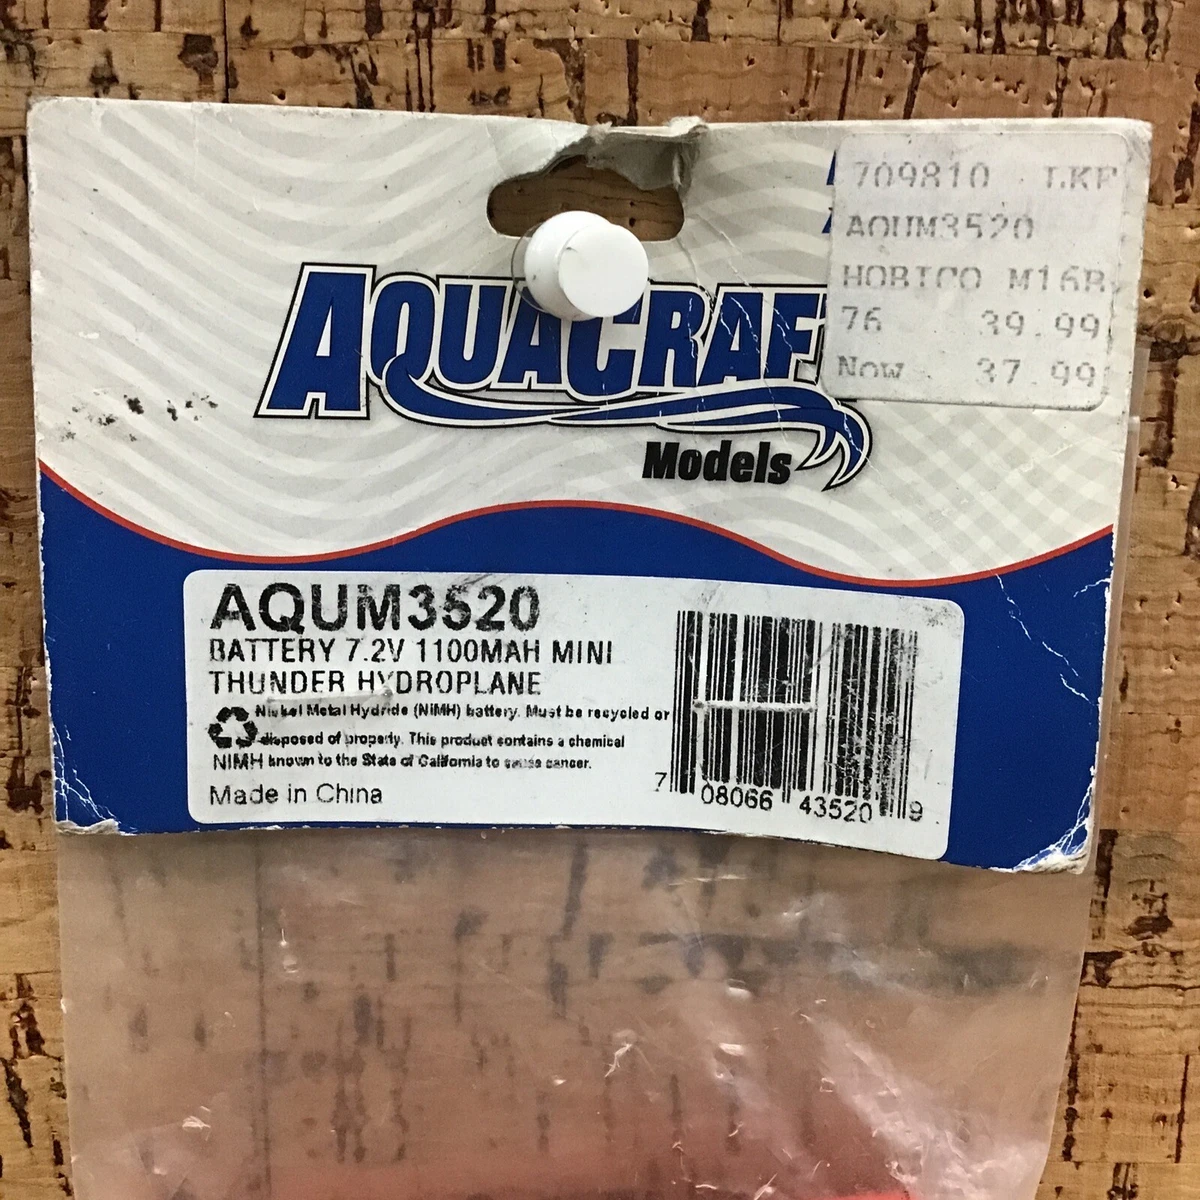 709810 LKF
AQUM3520
HOBICO M16B
76 39.99
Now 37.99
AQUACRAF
Models
AQUM3520
BATTERY 7.2V 1100MAH MINI
THUNDER HYDROPLANE
Nickel Metal Hydride (NiMH) battery. Must be recycled or
disposed of properly. This product contains a chemical
NIMH known to the State of California to cause cancer.
Made in China
7 08066 43520 9